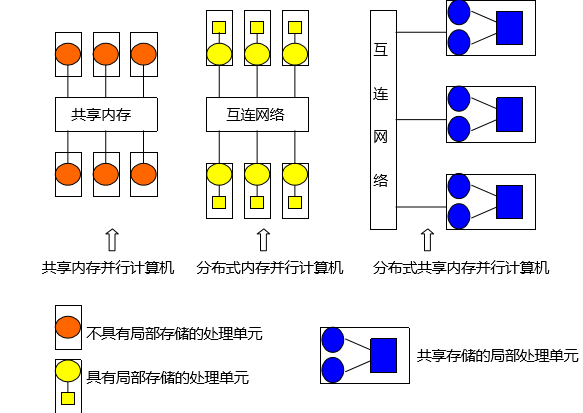 共享内存
互连网络
互
连
网
络
共享内存并行计算机
分布式内存并行计算机
分布式共享内存并行计算机
不具有局部存储的处理单元
具有局部存储的处理单元
共享存储的局部处理单元